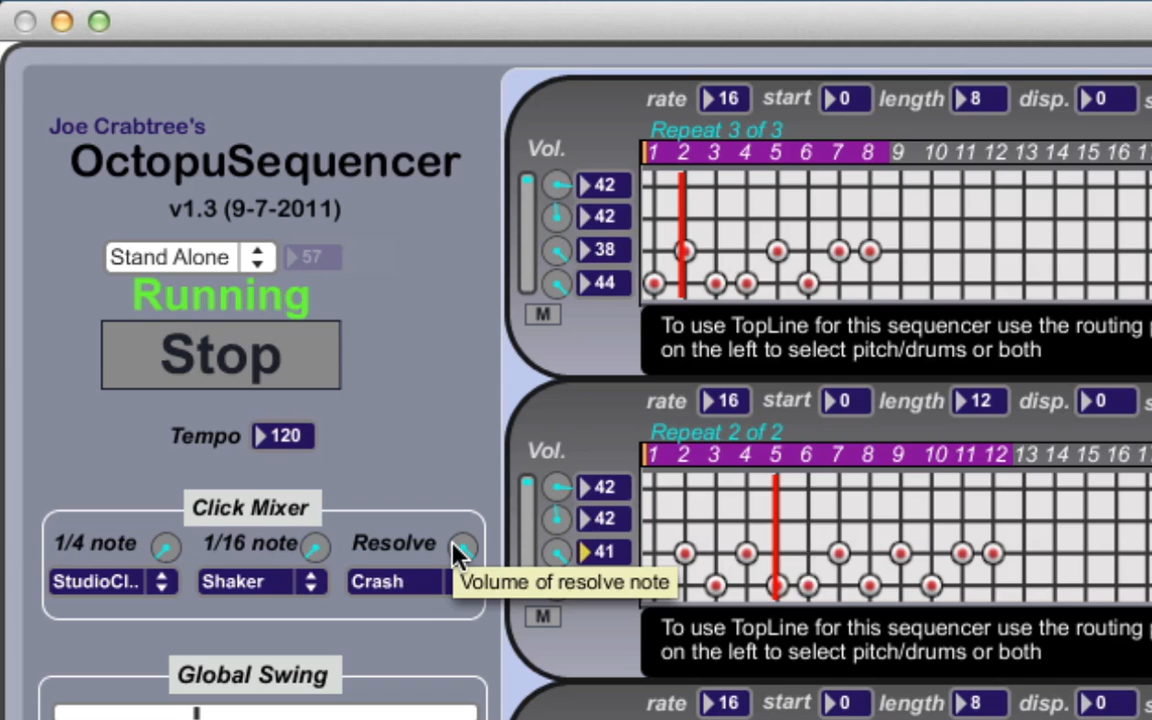 Joe Crabtree's
OctopuSequencer
v1.3 (9-7-2011)
Stand Alone 57
Running
Stop
Tempo 120
Click Mixer
1/4 note 1/16 note Resolve
StudioCl.. Shaker Crash
Volume of resolve note
Global Swing
rate 16 start 0 length 8 disp. 0 s
Repeat 3 of 3
Vol.
1 2 3 4 5 6 7 8 9 10 11 12 13 14 15 16 1
42
42
38
44
M
To use TopLine for this sequencer use the routing p
on the left to select pitch/drums or both
rate 16 start 0 length 12 disp. 0 s
Repeat 2 of 2
Vol.
1 2 3 4 5 6 7 8 9 10 11 12 13 14 15 16 1
42
42
41
M
To use TopLine for this sequencer use the routing p
on the left to select pitch/drums or both
rate 16 start 0 length 8 disp. 0 s